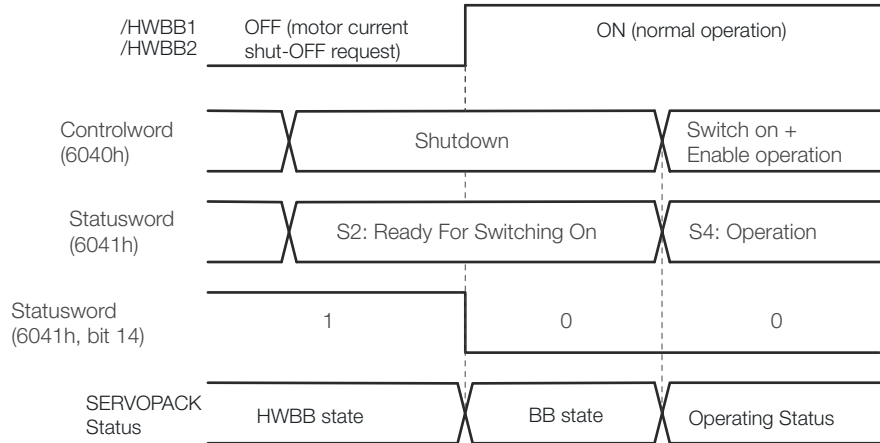 /HWBB1
/HWBB2
OFF (motor current
shut-OFF request)
ON (normal operation)
Controlword
(6040h)
Shutdown
Switch on +
Enable operation
Statusword
(6041h)
S2: Ready For Switching On
S4: Operation
Statusword
(6041h, bit 14)
1
0
0
SERVOPACK
Status
HWBB state
BB state
Operating Status